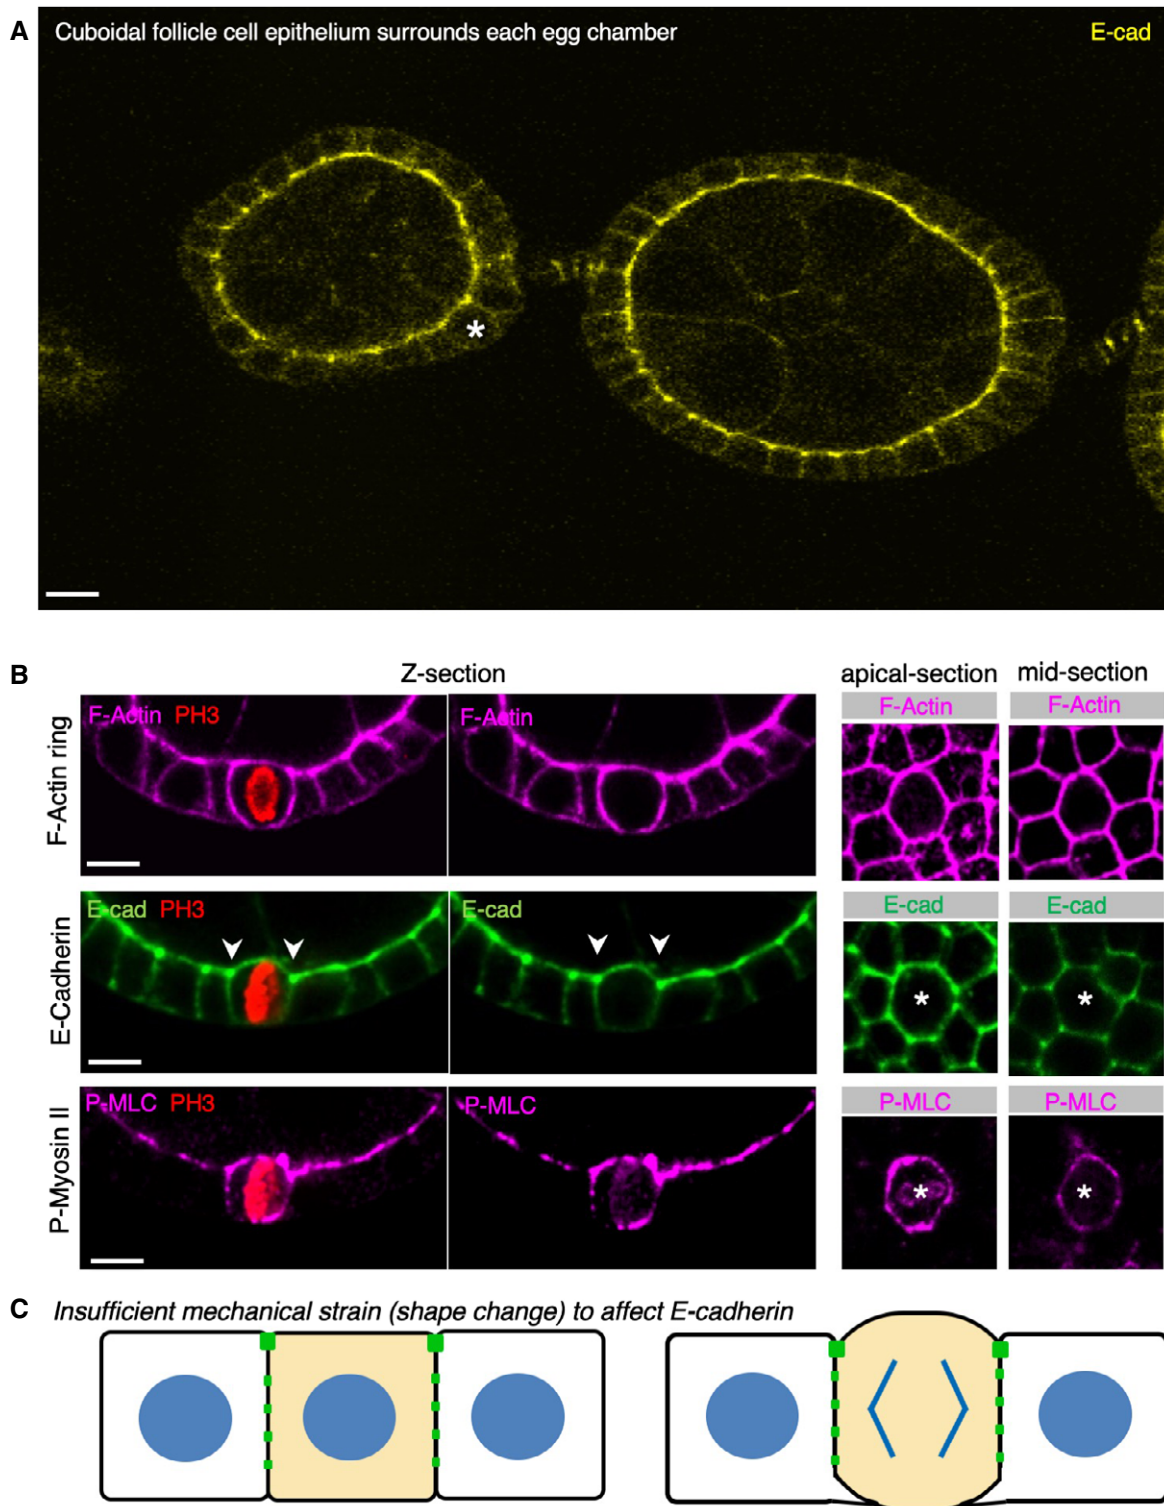 A
Cuboidal follicle cell epithelium surrounds each egg chamber
E-cad
*
B
Z-section
apical-section
mid-section
F-Actin ring
F-Actin PH3
F-Actin
F-Actin
F-Actin
E-Cadherin
E-cad PH3
E-cad
E-cad
E-cad
*
*
P-Myosin II
P-MLC PH3
P-MLC
P-MLC
P-MLC
*
*
C
Insufficient mechanical strain (shape change) to affect E-cadherin